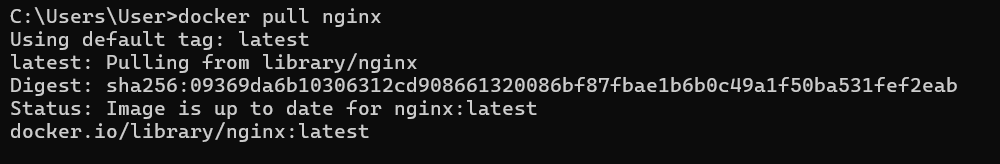 C:\Users\User>docker pull nginx
Using default tag: latest
latest: Pulling from library/nginx
Digest: sha256:09369da6b10306312cd908661320086bf87fbae1b6b0c49a1f50ba531fef2eab
Status: Image is up to date for nginx:latest
docker.io/library/nginx:latest